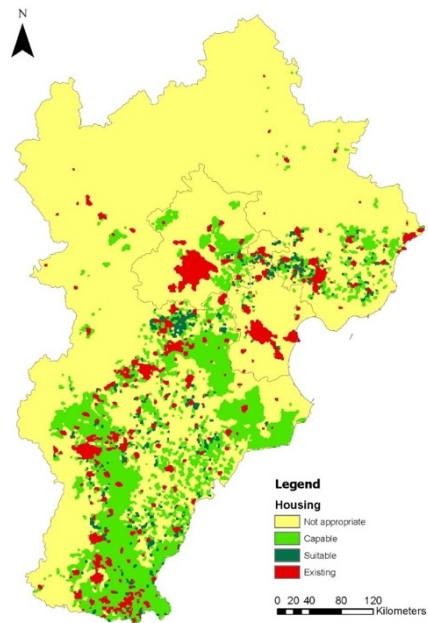 N
Legend
Housing
Not appropriate
Capable
Suitable
Existing
0 20 40 80 120
Kilometers